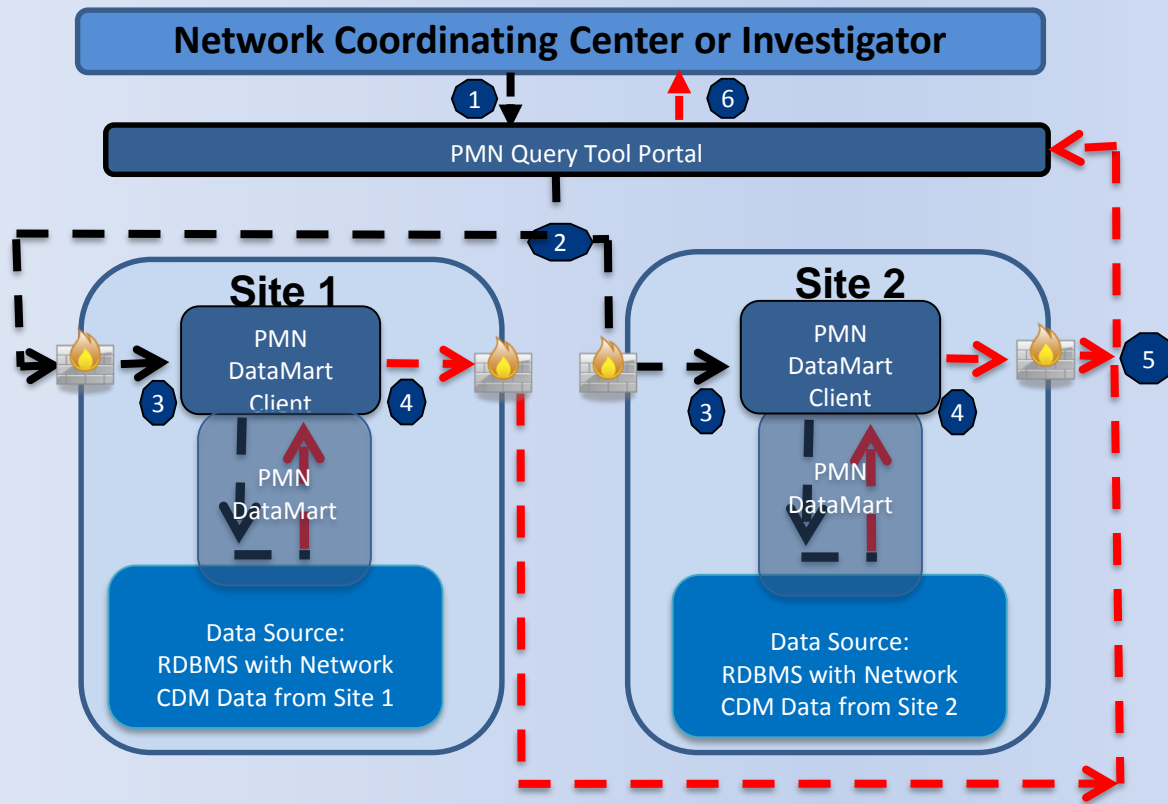 Network Coordinating Center or Investigator
1
6
PMN Query Tool Portal
2
Site 1
PMN
DataMart
Client
3
4
PMN
DataMart
Data Source:
RDBMS with Network
CDM Data from Site 1
Site 2
PMN
DataMart
Client
3
4
5
PMN
DataMart
Data Source:
RDBMS with Network
CDM Data from Site 2